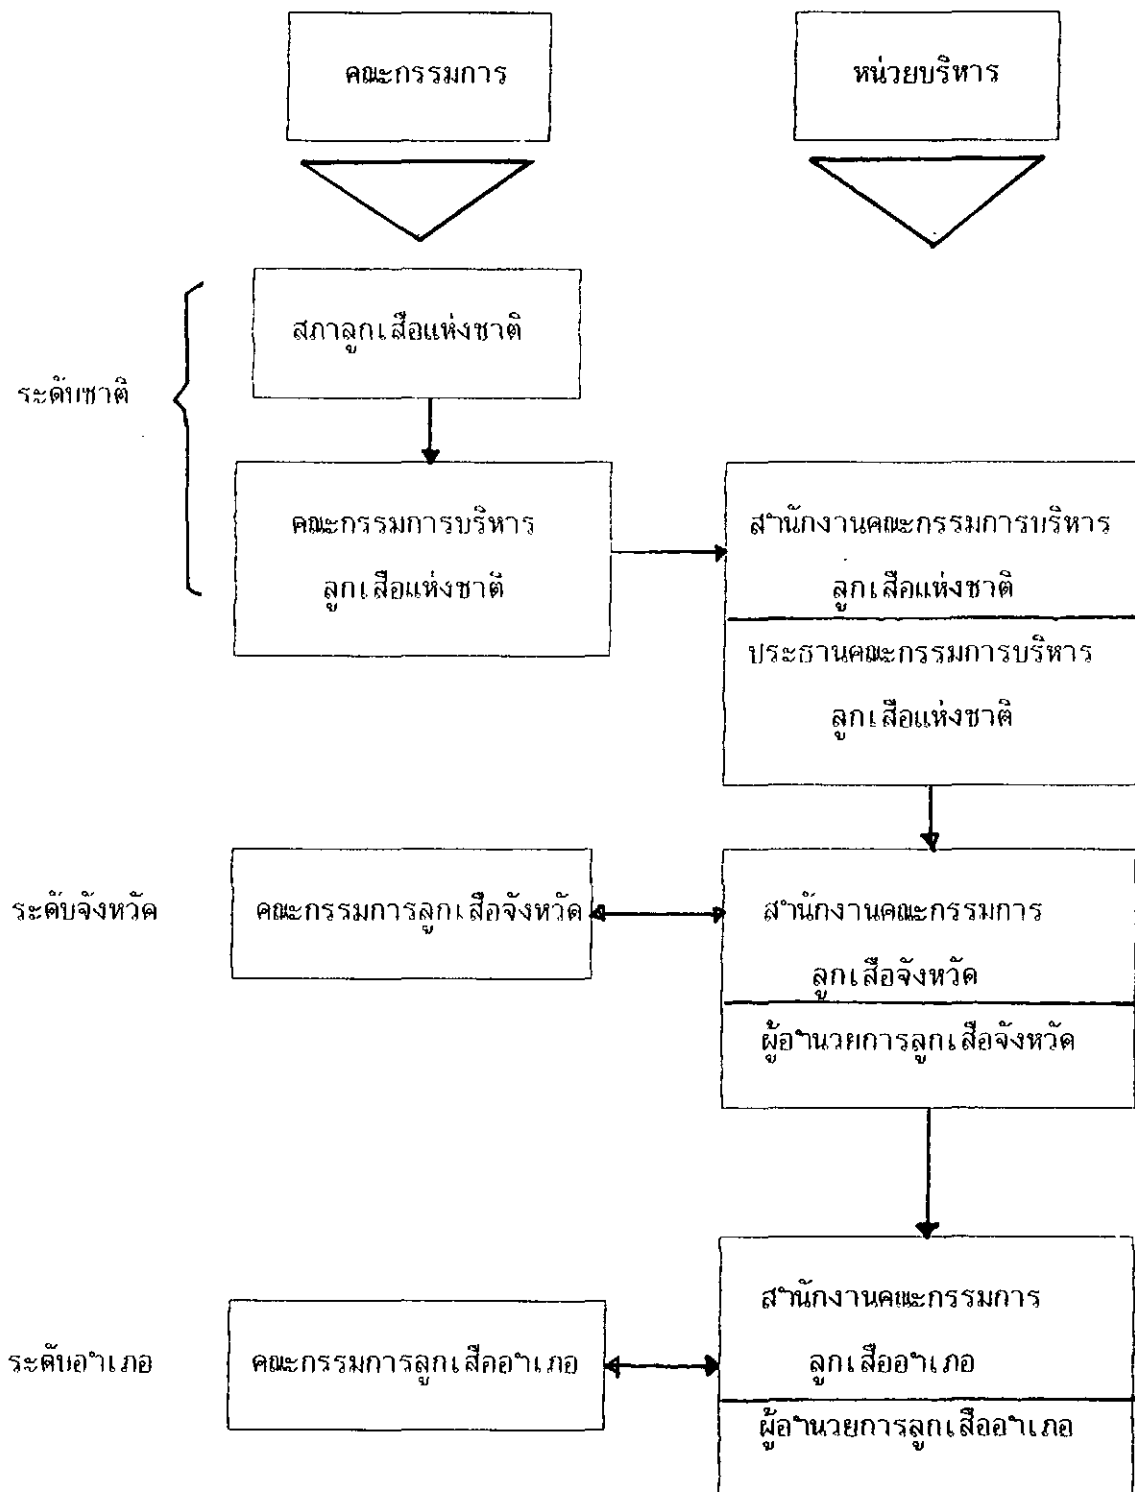 คณะกรรมการ
หน่วยบริหาร
สภาลูกเสือแห่งชาติ
ระดับชาติ
คณะกรรมการบริหาร
ลูกเสือแห่งชาติ
สำนักงานคณะกรรมการบริหาร
ลูกเสือแห่งชาติ
ประธานคณะกรรมการบริหาร
ลูกเสือแห่งชาติ
ระดับจังหวัด
คณะกรรมการลูกเสือจังหวัด
สำนักงานคณะกรรมการ
ลูกเสือจังหวัด
ผู้อำนวยการลูกเสือจังหวัด
ระดับอำเภอ
คณะกรรมการลูกเสืออำเภอ
สำนักงานคณะกรรมการ
ลูกเสืออำเภอ
ผู้อำนวยการลูกเสืออำเภอ